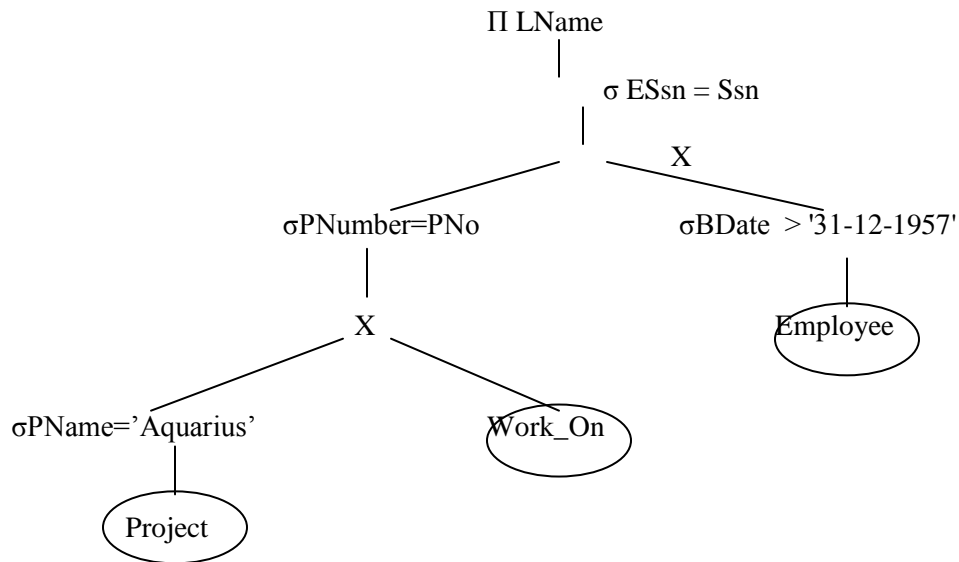 Π LName
σ ESsn = Ssn
X
σPNumber=PNo
σBDate > '31-12-1957'
X
Employee
σPName=’Aquarius’
Work_On
Project